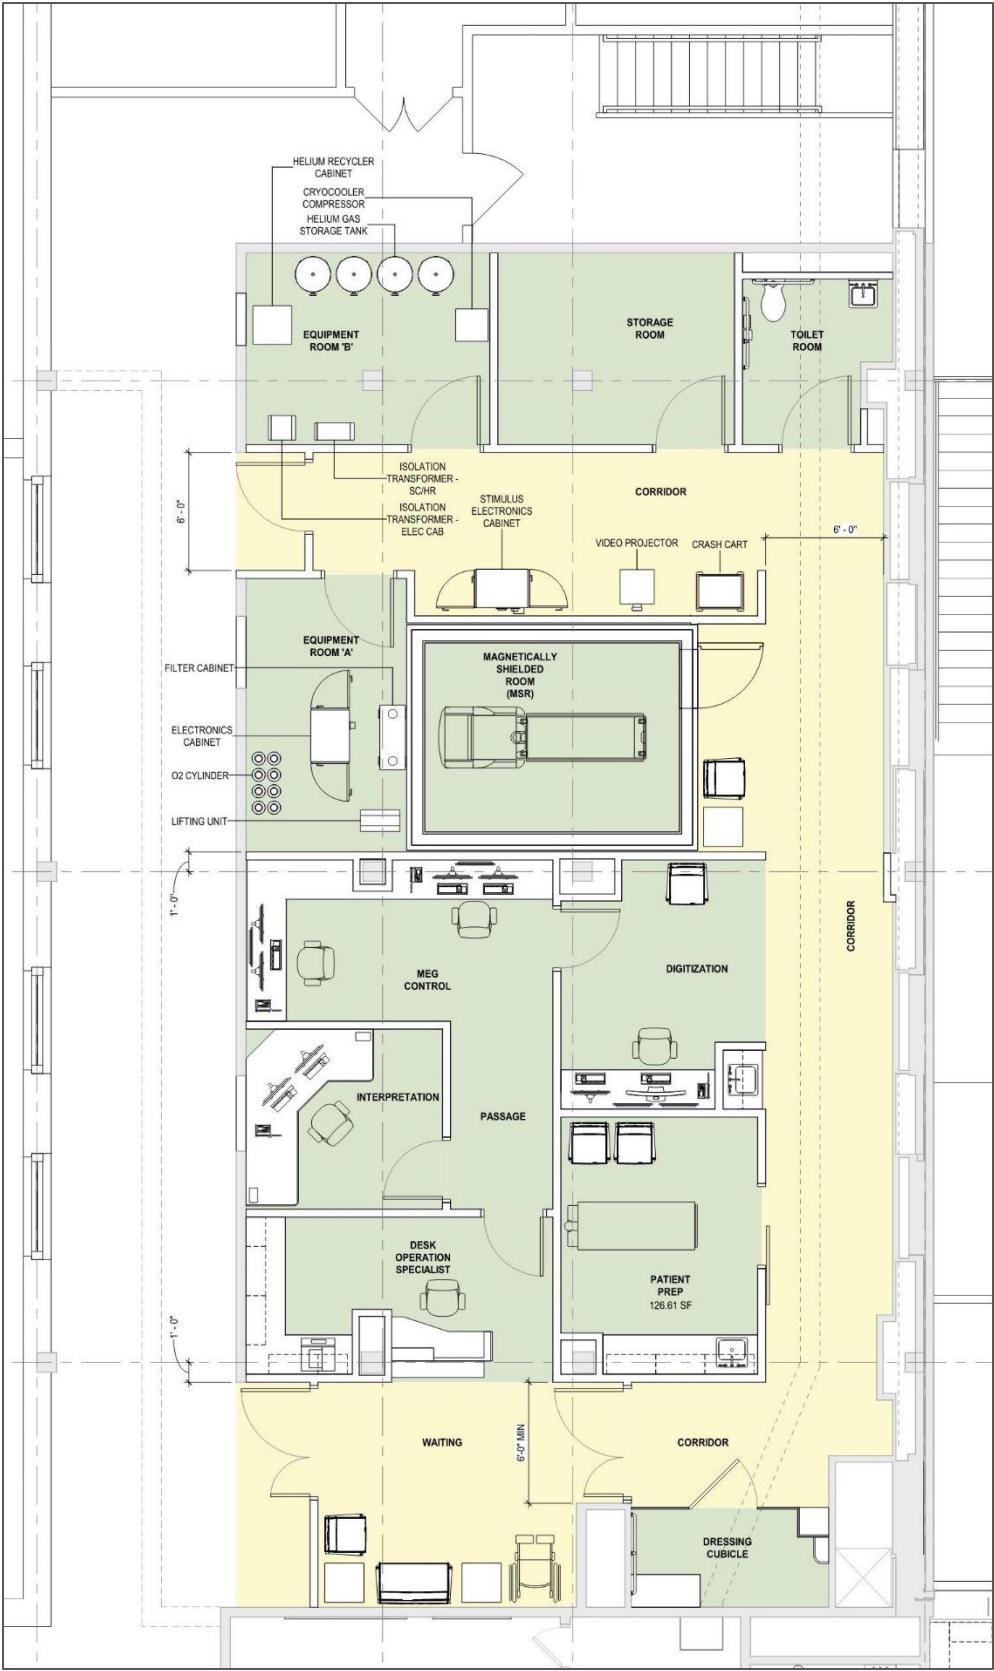 HELIUM RECYCLER
CABINET
CRYOCOOLER
COMPRESSOR
HELIUM GAS
STORAGE TANK
EQUIPMENT
ROOM 'B'
STORAGE
ROOM
TOILET
ROOM
ISOLATION
TRANSFORMER -
SC/HR
ISOLATION
TRANSFORMER -
ELEC CAB
STIMULUS
ELECTRONICS
CABINET
CORRIDOR
6' - 0"
6' - 0"
VIDEO PROJECTOR
CRASH CART
EQUIPMENT
ROOM 'A'
MAGNETICALLY
SHIELDED
ROOM
(MSR)
FILTER CABINET
ELECTRONICS
CABINET
O2 CYLINDER
LIFTING UNIT
1' - 0"
MEG
CONTROL
DIGITIZATION
CORRIDOR
INTERPRETATION
PASSAGE
DESK
OPERATION
SPECIALIST
PATIENT
PREP
126.61 SF
1' - 0"
WAITING
6'-0" MIN
CORRIDOR
DRESSING
CUBICLE